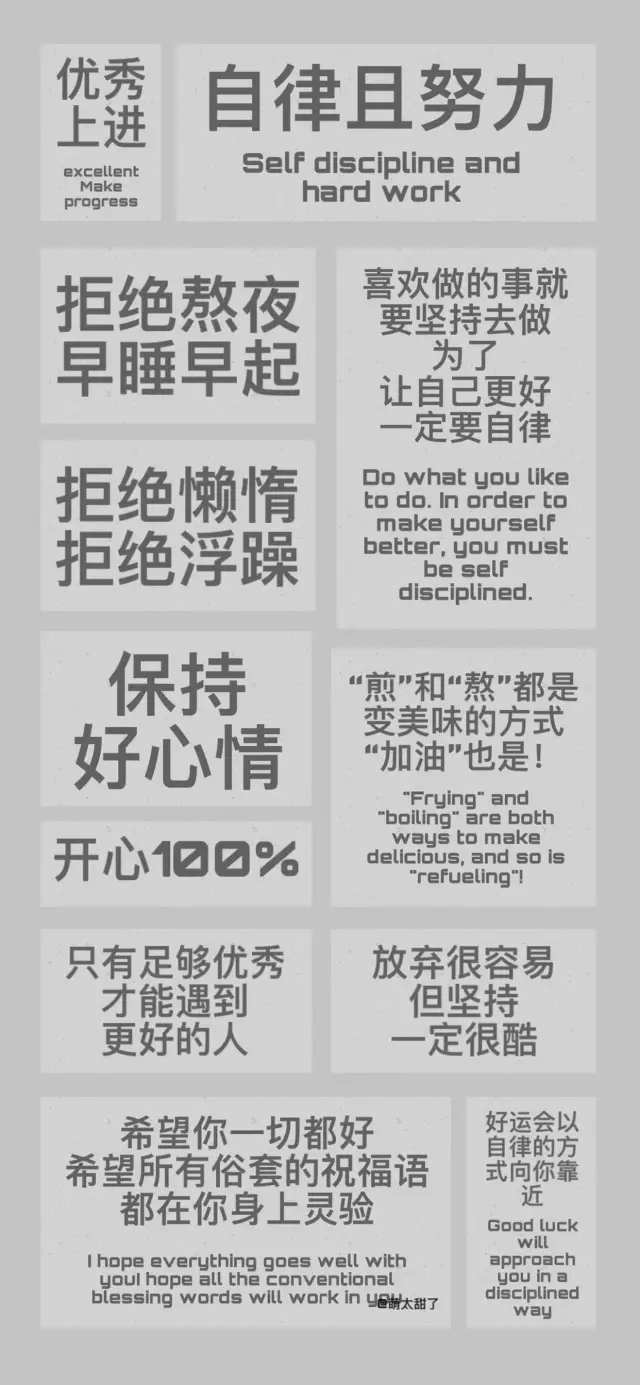 优秀
上进
excellent
Make
progress
自律且努力
Self discipline and
hard work
拒绝熬夜
早睡早起
喜欢做的事就
要坚持去做
为了
让自己更好
一定要自律
Do what you like
to do. In order to
make yourself
better, you must
be self
disciplined.
拒绝懒惰
拒绝浮躁
保持
好心情
“煎”和“熬”都是
变美味的方式
“加油”也是！
"Frying" and
"boiling" are both
ways to make
delicious, and so is
"refueling"!
开心100%
只有足够优秀
才能遇到
更好的人
放弃很容易
但坚持
一定很酷
希望你一切都好
希望所有俗套的祝福语
都在你身上灵验
I hope everything goes well with
youI hope all the conventional
blessing words will work in you
@萌太甜了
好运会以
自律的方
式向你靠
近
Good luck
will
approach
you in a
disciplined
way